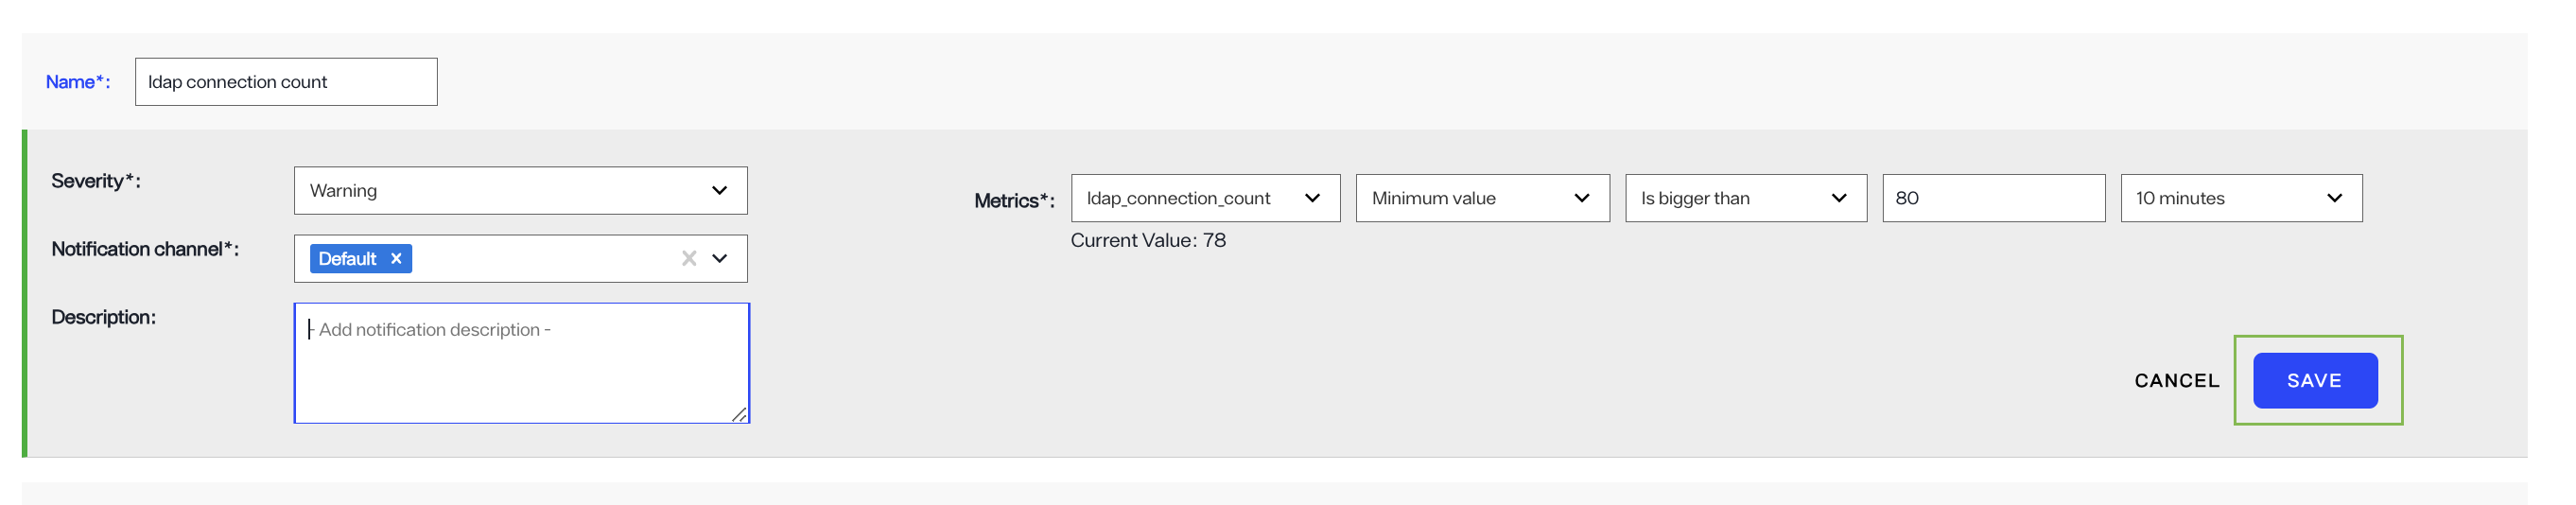 Name*: ldap connection count
Severity*: Warning
Metrics*: ldap_connection_count Minimum value Is bigger than 80 10 minutes
Current Value: 78
Notification channel*: Default
Description: - Add notification description -
CANCEL SAVE